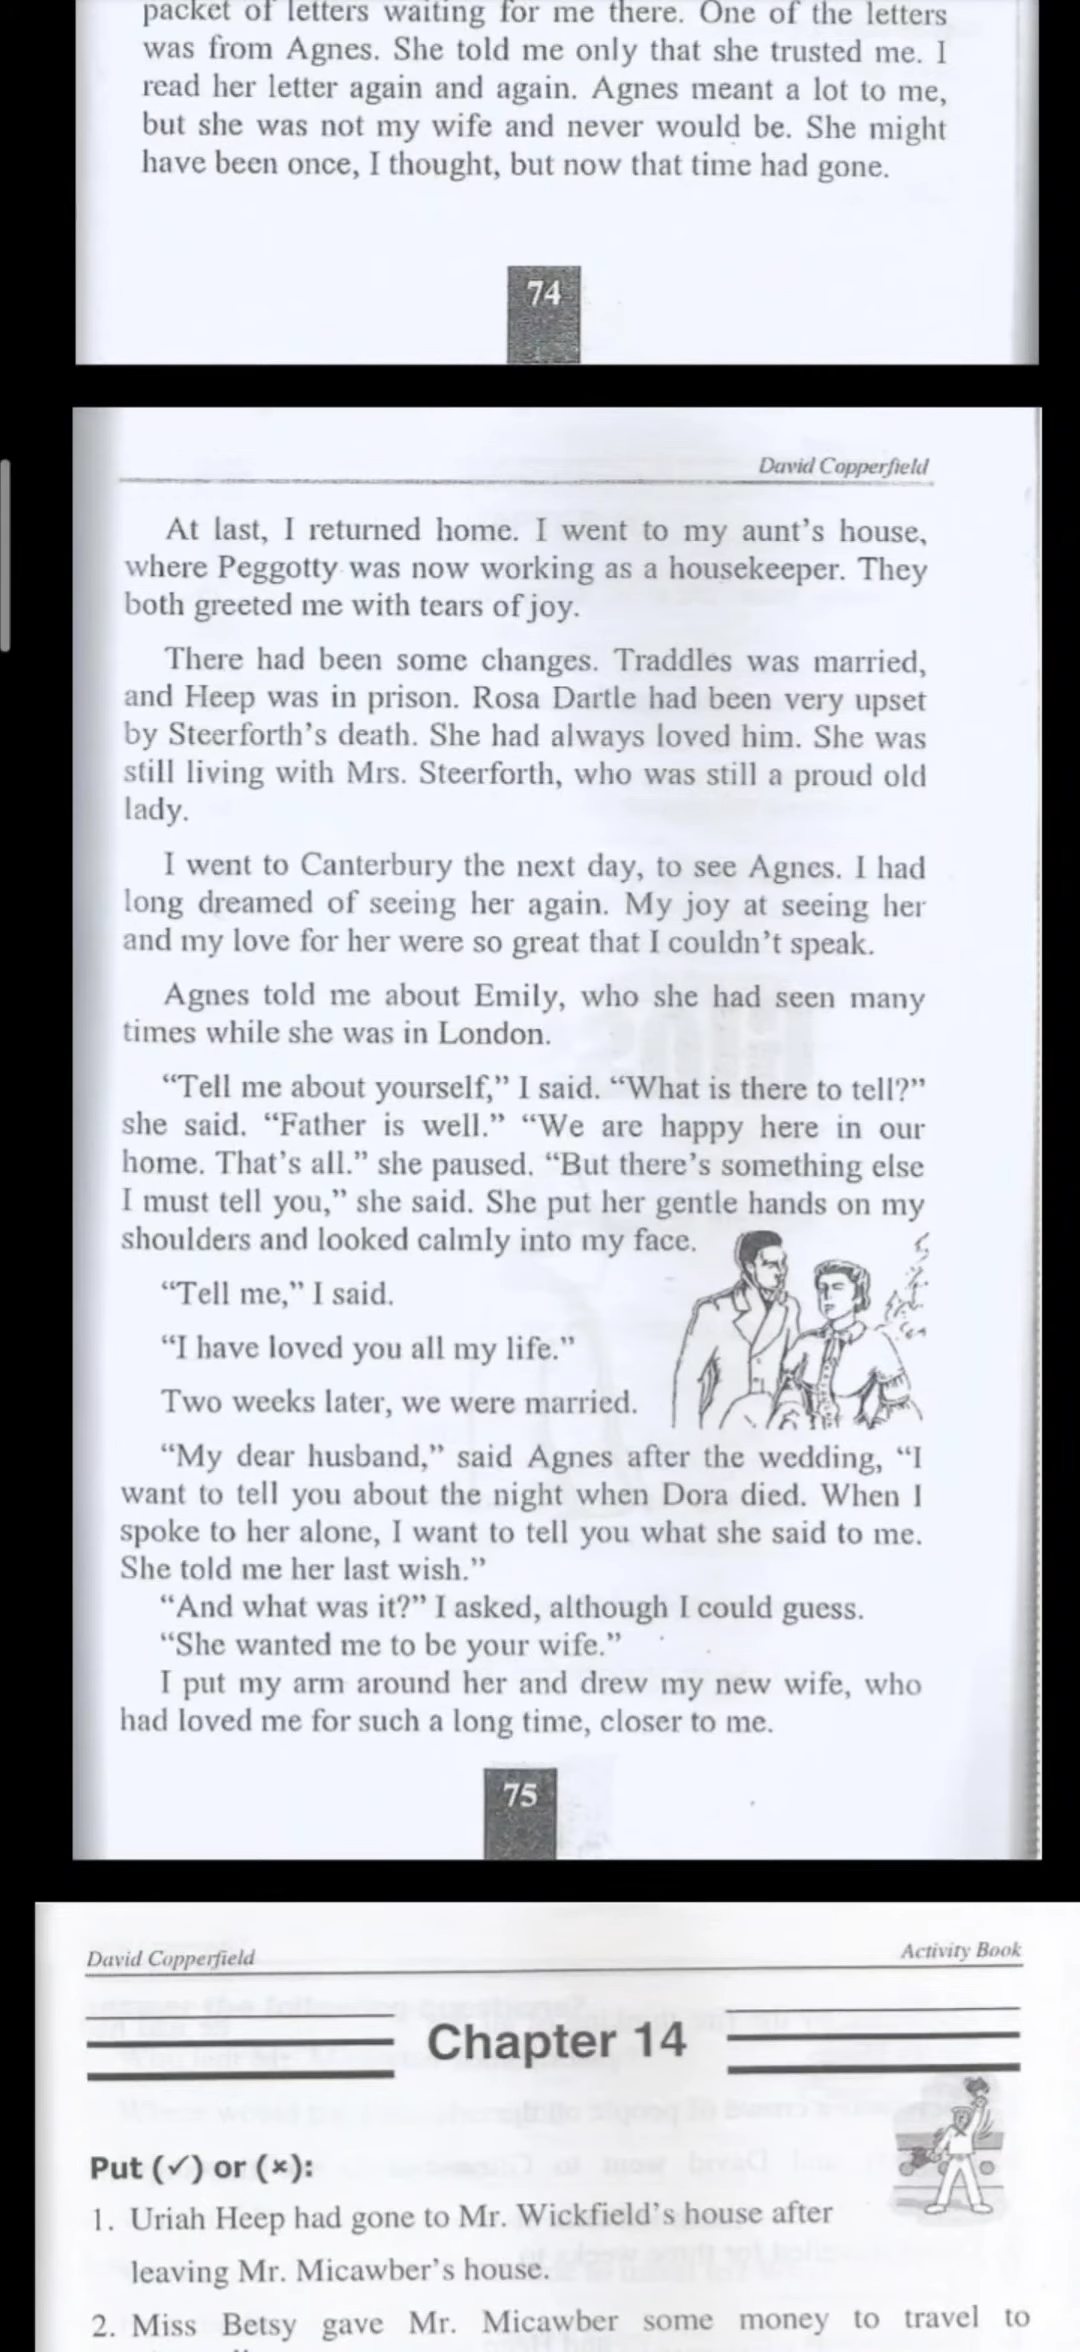 packet of letters waiting for me there. One of the letters
was from Agnes. She told me only that she trusted me. I
read her letter again and again. Agnes meant a lot to me,
but she was not my wife and never would be. She might
have been once, I thought, but now that time had gone.
74
David Copperfield
At last, I returned home. I went to my aunt's house,
where Peggotty was now working as a housekeeper. They
both greeted me with tears of joy.
There had been some changes. Traddles was married,
and Heep was in prison. Rosa Dartle had been very upset
by Steerforth's death. She had always loved him. She was
still living with Mrs. Steerforth, who was still a proud old
lady.
I went to Canterbury the next day, to see Agnes. I had
long dreamed of seeing her again. My joy at seeing her
and my love for her were so great that I couldn't speak.
Agnes told me about Emily, who she had seen many
times while she was in London.
“Tell me about yourself,” I said. “What is there to tell?”
she said. “Father is well.” “We are happy here in our
home. That's all.” she paused. “But there's something else
I must tell you,” she said. She put her gentle hands on my
shoulders and looked calmly into my face.
“Tell me,” I said.
“I have loved you all my life.”
Two weeks later, we were married.
“My dear husband,” said Agnes after the wedding, “I
want to tell you about the night when Dora died. When I
spoke to her alone, I want to tell you what she said to me.
She told me her last wish.”
“And what was it?” I asked, although I could guess.
“She wanted me to be your wife.”
I put my arm around her and drew my new wife, who
had loved me for such a long time, closer to me.
75
David Copperfield
Activity Book
Chapter 14
Put (✓) or (×):
1. Uriah Heep had gone to Mr. Wickfield's house after
leaving Mr. Micawber's house.
2. Miss Betsy gave Mr. Micawber some money to travel to